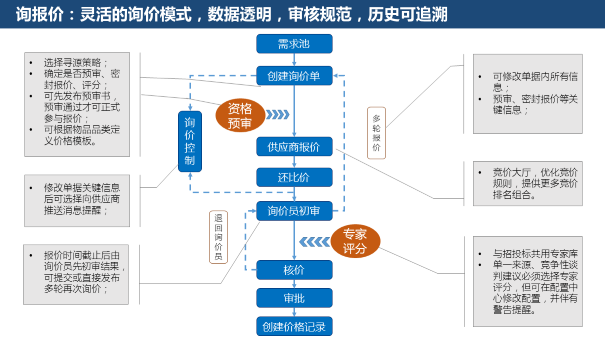 询报价：灵活的询价模式，数据透明，审核规范，历史可追溯
需求池
• 选择寻源策略；
• 确定是否预审、密
封报价、评分；
• 可先发布预审书，
预审通过才可正式
参与报价；
• 可根据物品品类定
义价格模板。
创建询价单
• 可修改单据内所有信
息；
• 预审、密封报价等关
键信息；
资格
预审
询价控制
多轮报价
供应商报价
还比价
• 修改单据关键信息
后可选择向供应商
推送消息提醒；
• 竞价大厅，优化竞价
规则，提供更多竞价
排名组合。
询价员初审
退回询价员
专家
评分
• 报价时间截止后由
询价员先初审结果，
可提交或直接发布
多轮再次询价；
• 与招投标共用专家库
• 单一来源、竞争性谈
判建议必须选择专家
评分，但可在配置中
心修改配置，并伴有
警告提醒。
核价
审批
创建价格记录